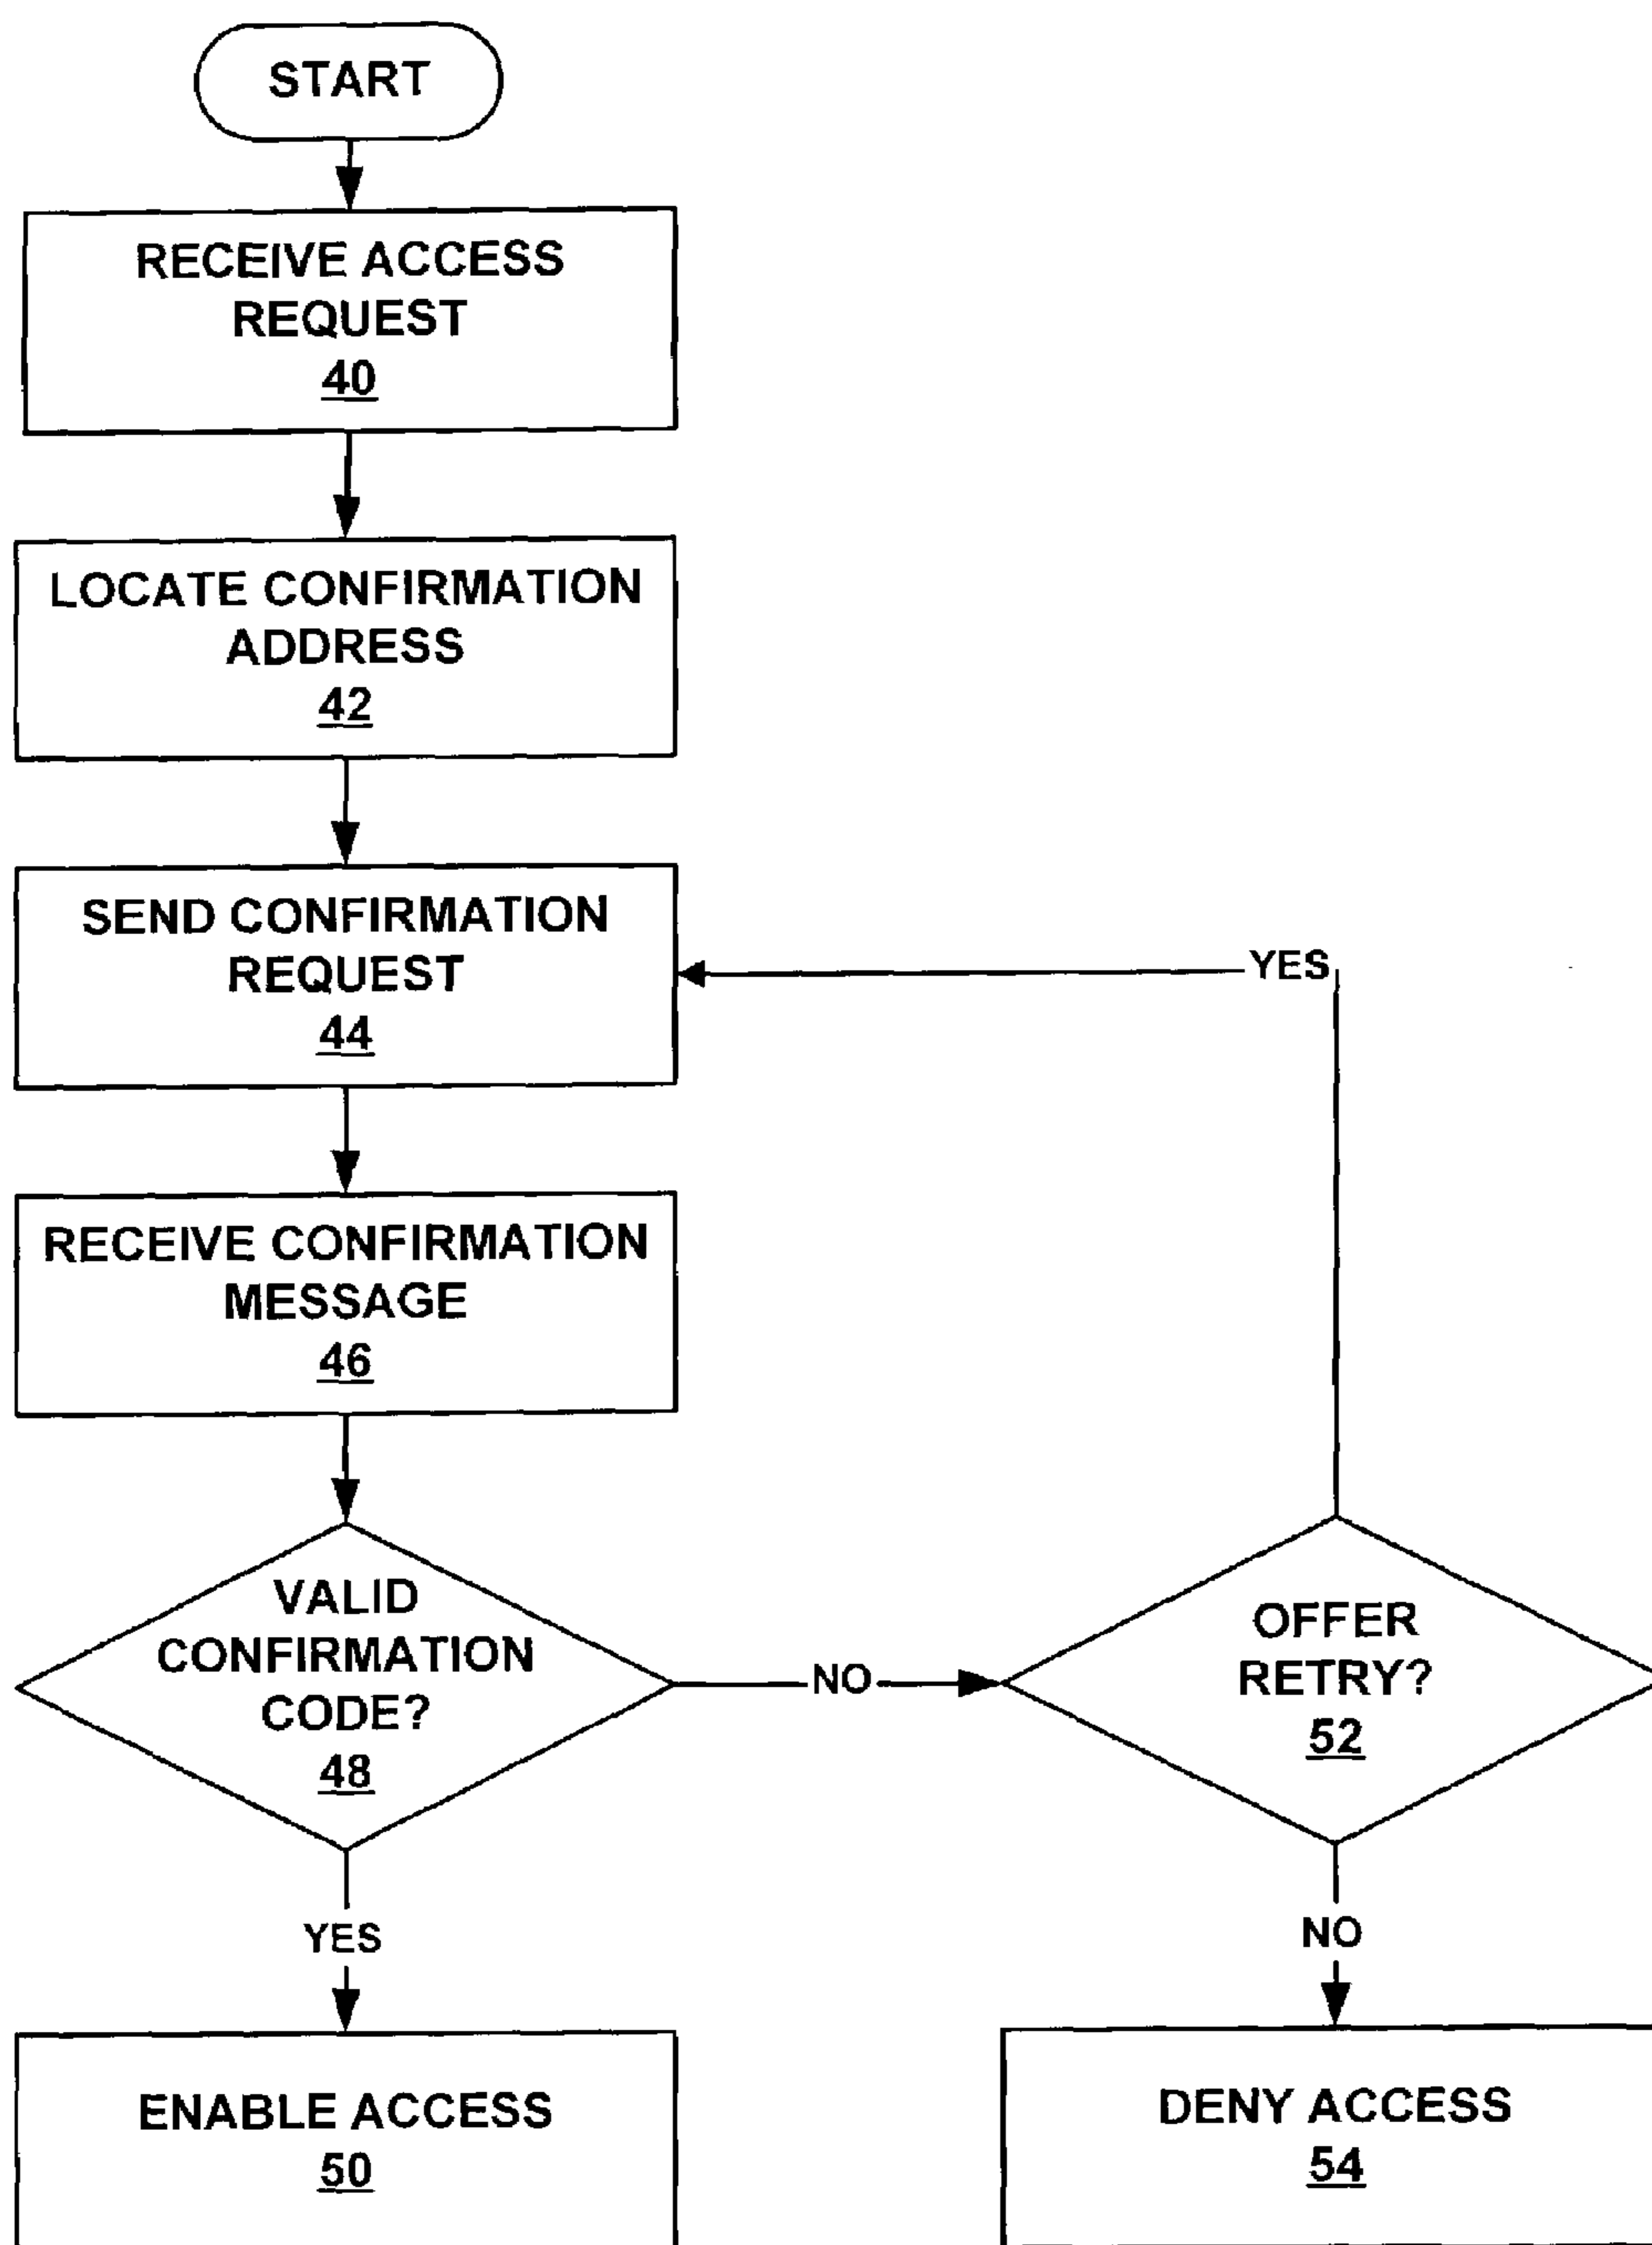 START
RECEIVE ACCESS
REQUEST
40
LOCATE CONFIRMATION
ADDRESS
42
SEND CONFIRMATION
REQUEST
44
YES
RECEIVE CONFIRMATION
MESSAGE
46
VALID
CONFIRMATION
CODE?
48
NO
OFFER
RETRY?
52
YES
NO
ENABLE ACCESS
50
DENY ACCESS
54